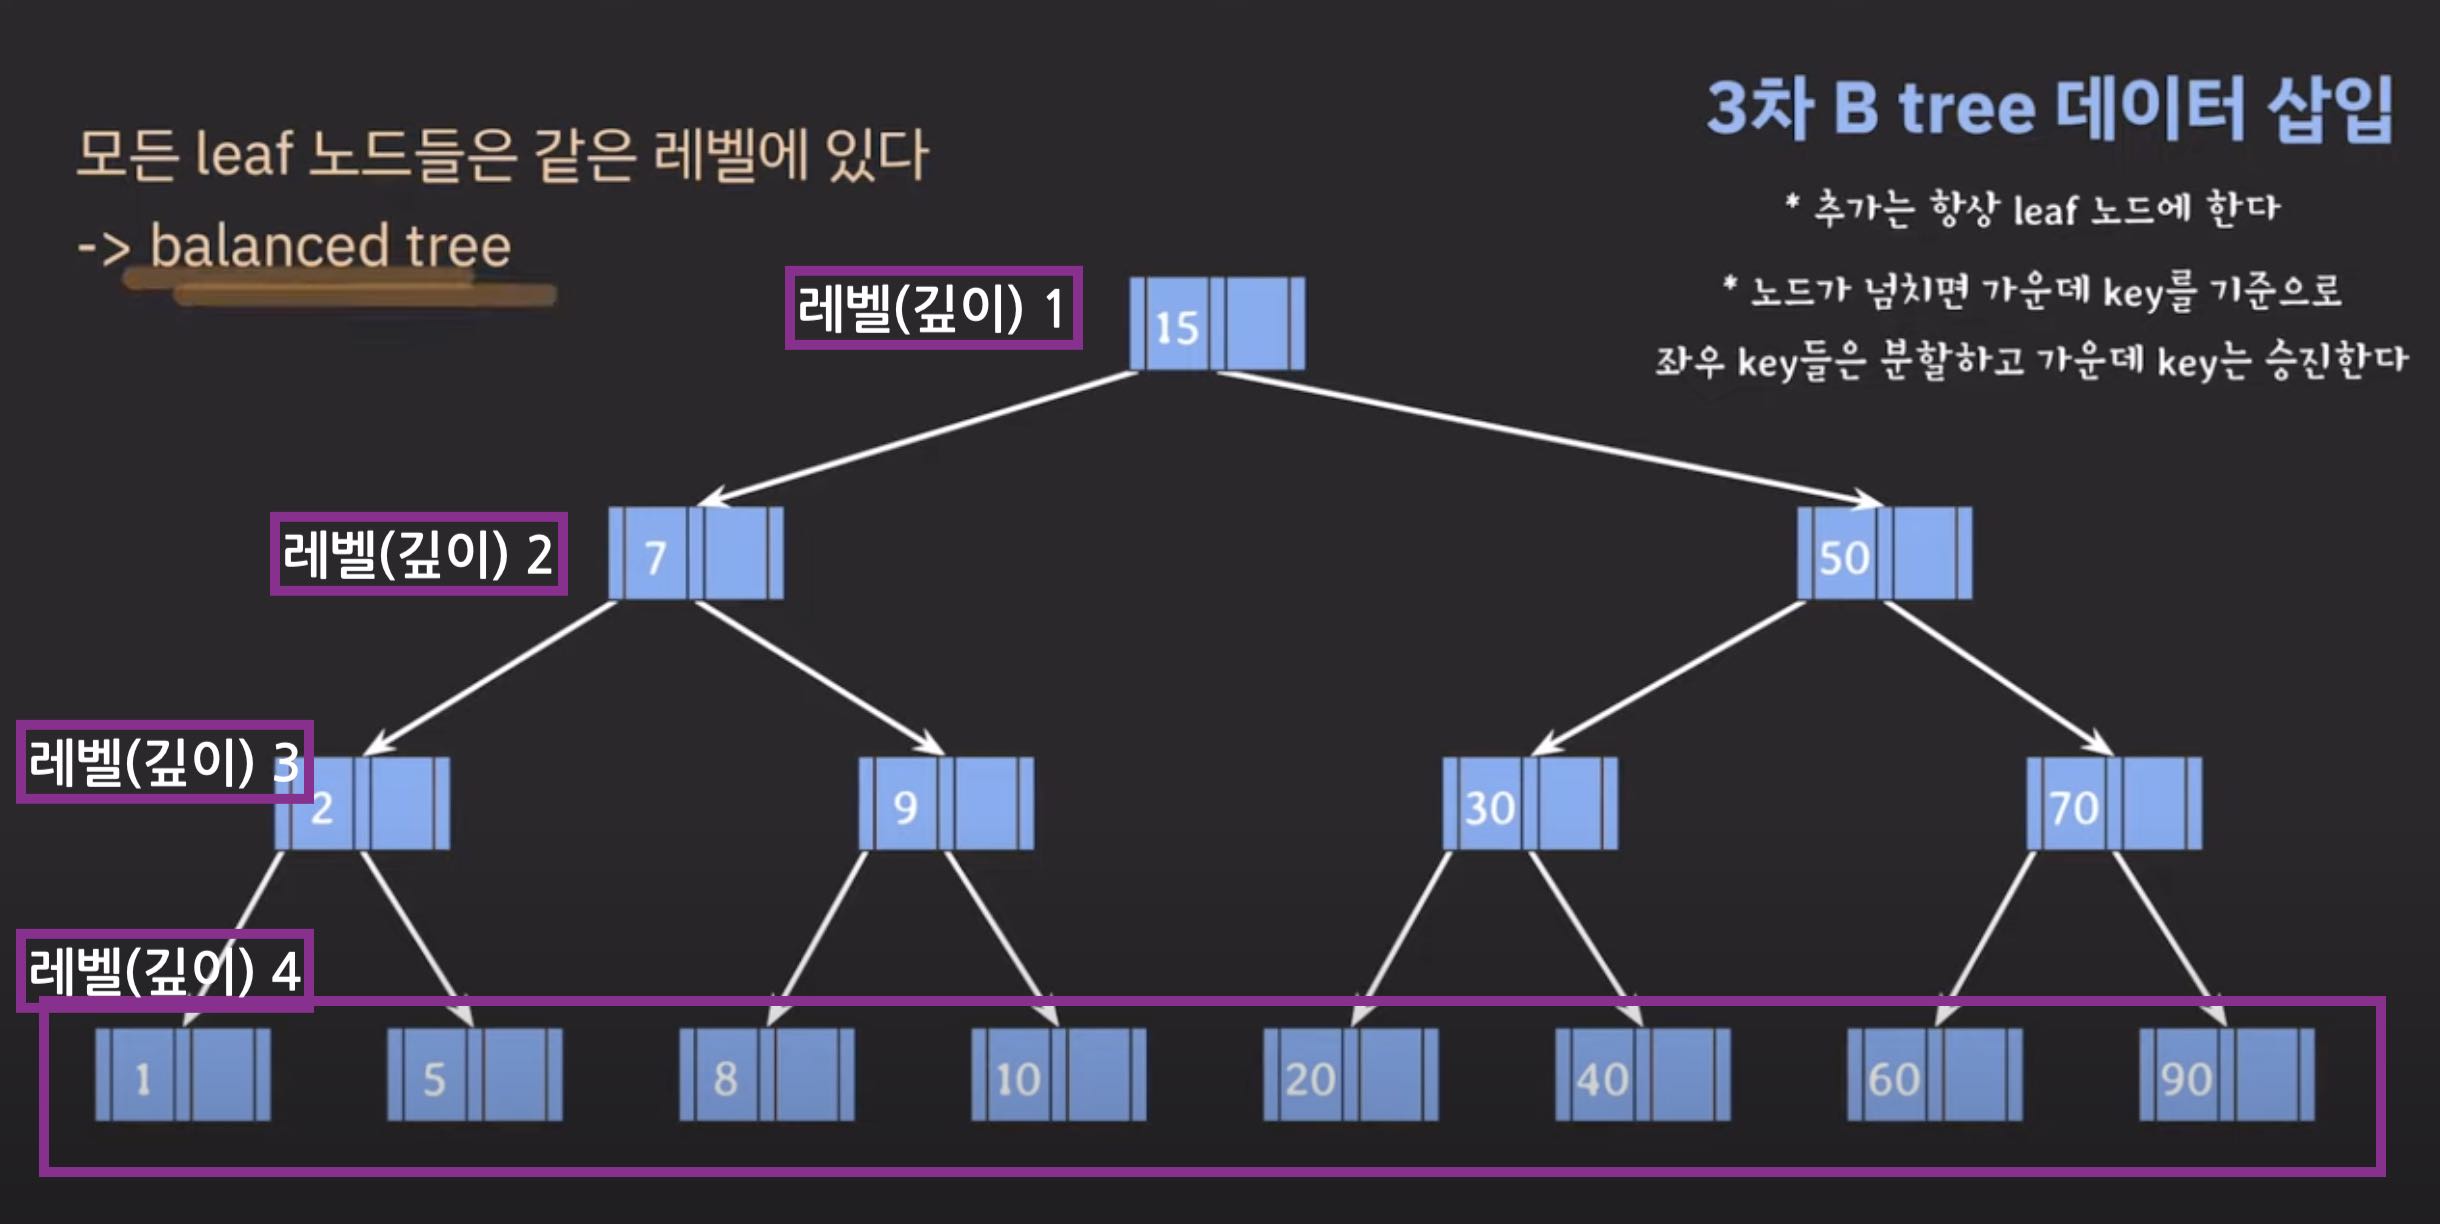 모든 leaf 노드들은 같은 레벨에 있다
-> balanced tree
3차 B tree 데이터 삽입
* 추가는 항상 leaf 노드에 한다
* 노드가 넘치면 가운데 key를 기준으로
좌우 key들은 분할하고 가운데 key는 승진한다
레벨(깊이) 1
15
레벨(깊이) 2
7
50
레벨(깊이) 3
2
9
30
70
레벨(깊이) 4
1
5
8
10
20
40
60
90